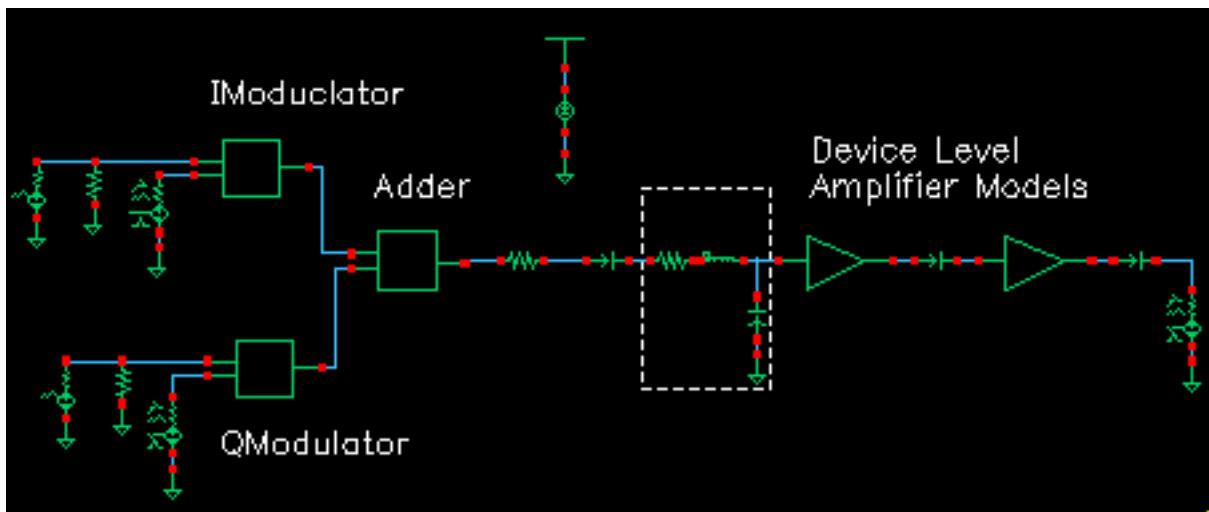 IModuclator
Adder
Device Level
Amplifier Models
QModulator